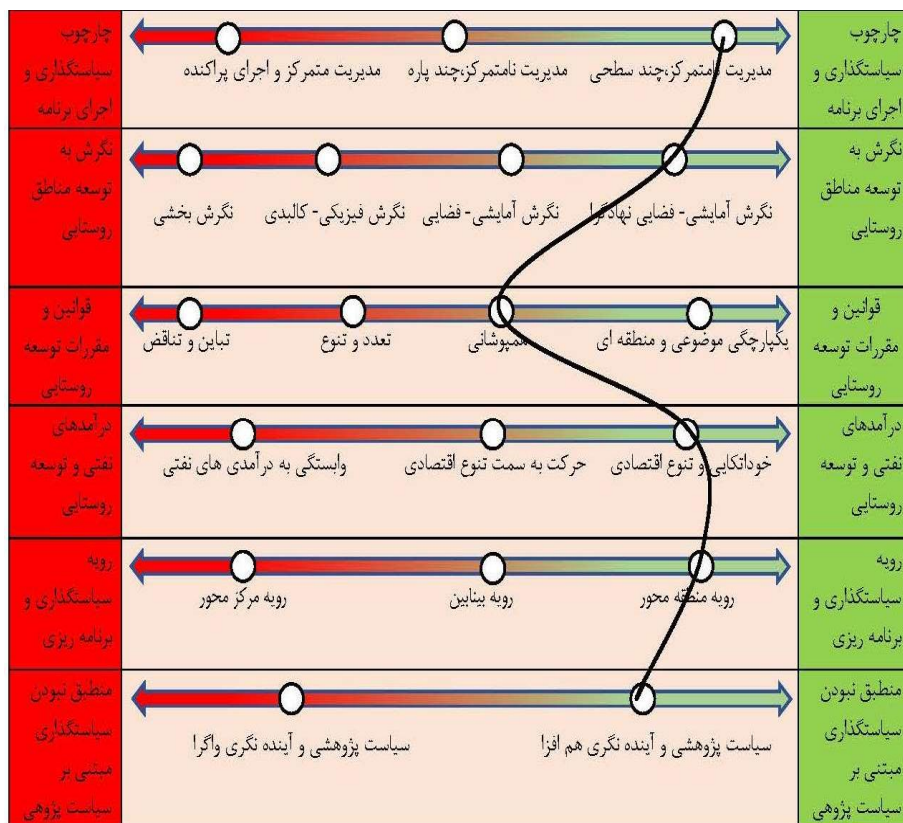 چارچوب
سیاستگذاری و
اجرای برنامه
مدیریت نامتمرکز،چند سطحی
مدیریت نامتمرکز،چند پاره
مدیریت متمرکز و اجرای پراکنده
چارچوب
سیاستگذاری و
اجرای برنامه
نگرش به
توسعه مناطق
روستایی
نگرش آمایشی- فضایی نهادگرا
نگرش آمایشی- فضایی
نگرش فیزیکی- کالبدی
نگرش بخشی
نگرش به
توسعه مناطق
روستایی
قوانین و
مقررات توسعه
روستایی
یکپارچگی موضوعی و منطقه ای
همپوشانی
تعدد و تنوع
تباین و تناقض
قوانین و
مقررات توسعه
روستایی
درآمدهای
نفتی و توسعه
روستایی
خوداتکایی و تنوع اقتصادی
حرکت به سمت تنوع اقتصادی
وابستگی به درآمدی های نفتی
درآمدهای
نفتی و توسعه
روستایی
رویه
سیاستگذاری و
برنامه ریزی
رویه منطقه محور
رویه بینابین
رویه مرکز محور
رویه
سیاستگذاری و
برنامه ریزی
منطبق نبودن
سیاستگذاری
مبتنی بر
سیاست پژوهی
سیاست پژوهشی و آینده نگری هم افزا
سیاست پژوهشی و آینده نگری واگرا
منطبق نبودن
سیاستگذاری
مبتنی بر
سیاست پژوهی